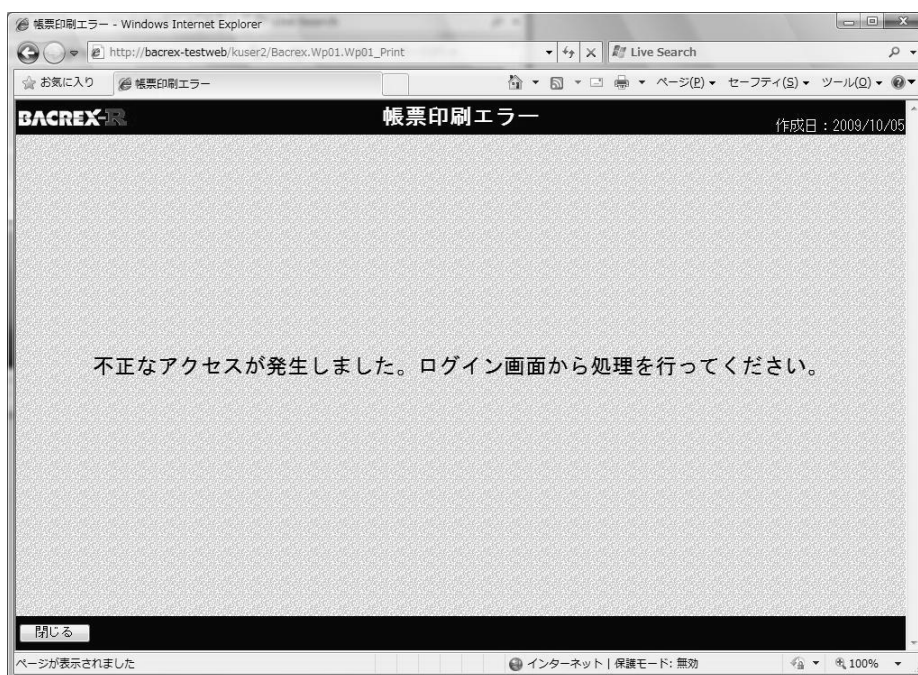 帳票印刷エラー - Windows Internet Explorer
http://bacrex-testweb/kuser2/Bacrex.Wp01.Wp01_Print
Live Search
お気に入り
帳票印刷エラー
ページ(P)
セーフティ(S)
ツール(O)
BACREX-R
帳票印刷エラー
作成日：2009/10/05
不正なアクセスが発生しました。ログイン画面から処理を行ってください。
閉じる
ページが表示されました
インターネット | 保護モード: 無効
100%